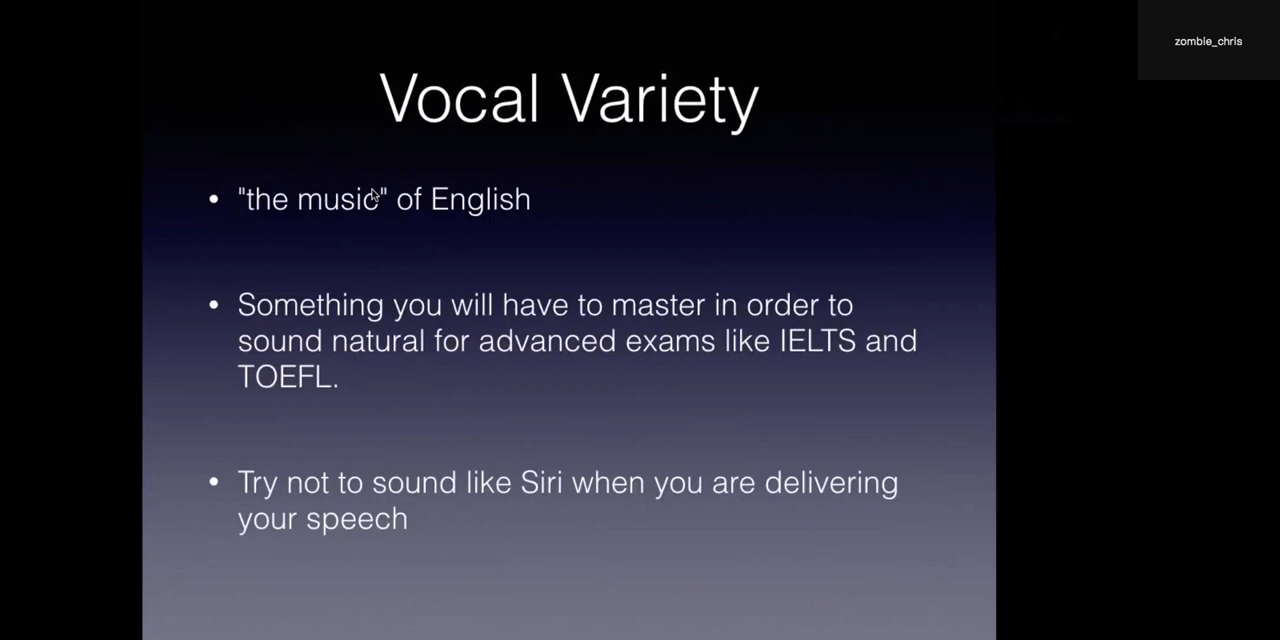 zombie_chris
Vocal Variety
• "the music" of English
• Something you will have to master in order to
sound natural for advanced exams like IELTS and
TOEFL.
• Try not to sound like Siri when you are delivering
your speech